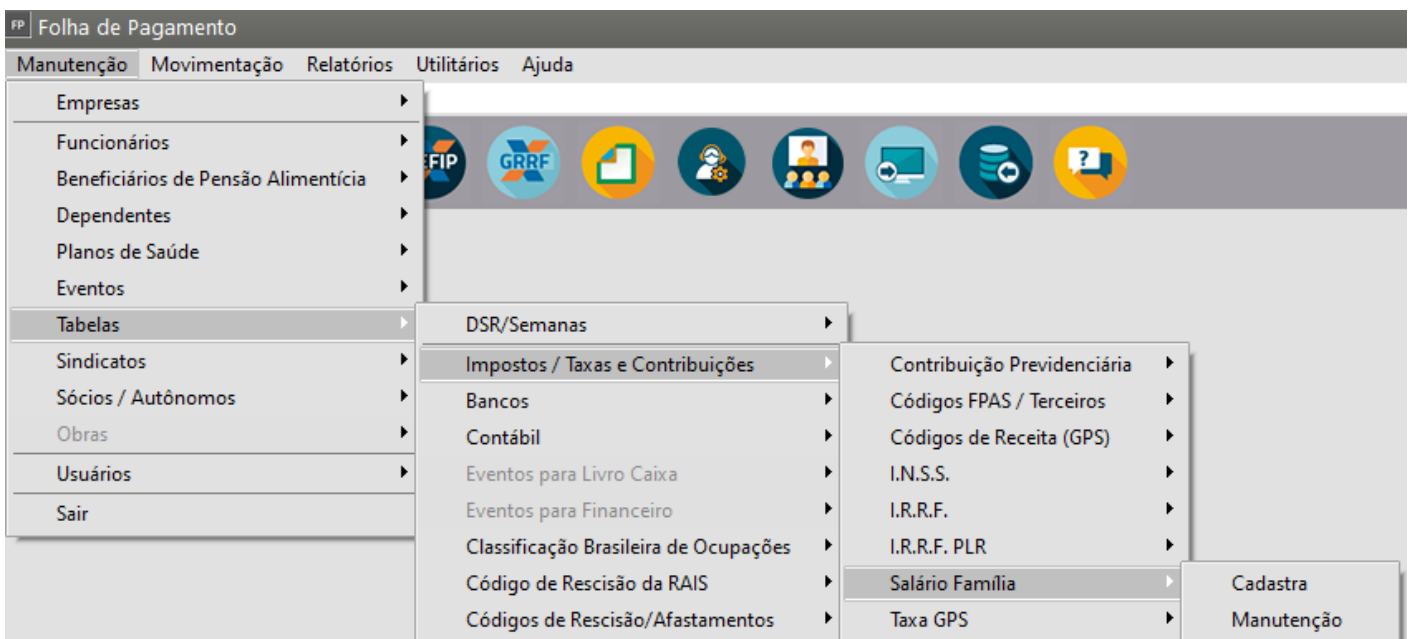 FP Folha de Pagamento
Manutenção Movimentação Relatórios Utilitários Ajuda
Empresas
Funcionários
Beneficiários de Pensão Alimentícia
Dependentes
Planos de Saúde
Eventos
Tabelas
Sindicatos
Sócios / Autônomos
Obras
Usuários
Sair
EFIP
GRRF
?
DSR/Semanas
Impostos / Taxas e Contribuições
Bancos
Contábil
Eventos para Livro Caixa
Eventos para Financeiro
Classificação Brasileira de Ocupações
Código de Rescisão da RAIS
Códigos de Rescisão/Afastamentos
Contribuição Previdenciária
Códigos FPAS / Terceiros
Códigos de Receita (GPS)
I.N.S.S.
I.R.R.F.
I.R.R.F. PLR
Salário Família
Taxa GPS
Cadastra
Manutenção